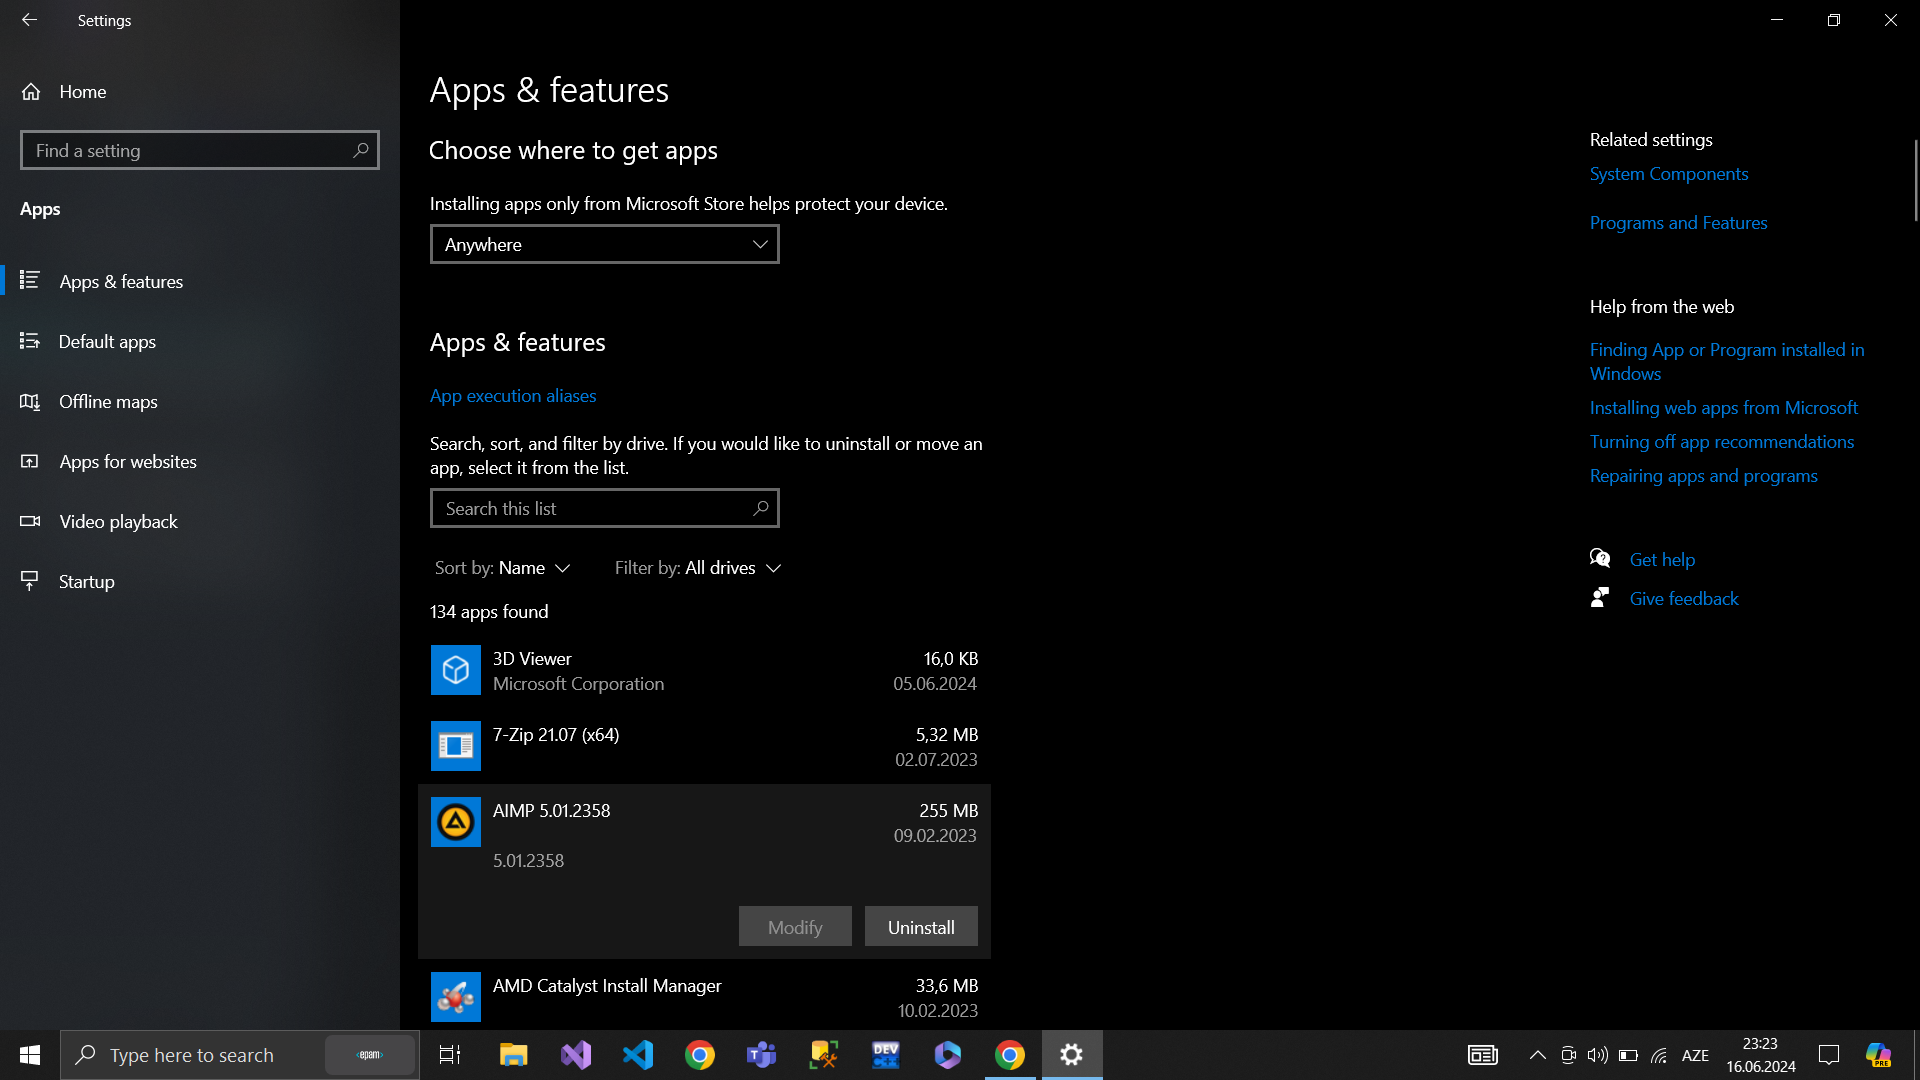 Settings
Home
Find a setting
Apps
Apps & features
Default apps
Offline maps
Apps for websites
Video playback
Startup
Apps & features
Choose where to get apps
Installing apps only from Microsoft Store helps protect your device.
Anywhere
Apps & features
App execution aliases
Search, sort, and filter by drive. If you would like to uninstall or move an
app, select it from the list.
Search this list
Sort by: Name
Filter by: All drives
134 apps found
3D Viewer
16,0 KB
Microsoft Corporation
05.06.2024
7-Zip 21.07 (x64)
5,32 MB
02.07.2023
AIMP 5.01.2358
255 MB
09.02.2023
5.01.2358
Modify
Uninstall
AMD Catalyst Install Manager
33,6 MB
10.02.2023
Related settings
System Components
Programs and Features
Help from the web
Finding App or Program installed in
Windows
Installing web apps from Microsoft
Turning off app recommendations
Repairing apps and programs
Get help
Give feedback
Type here to search
<epam>
DEV
C++
AZE
23:23
16.06.2024
PRE